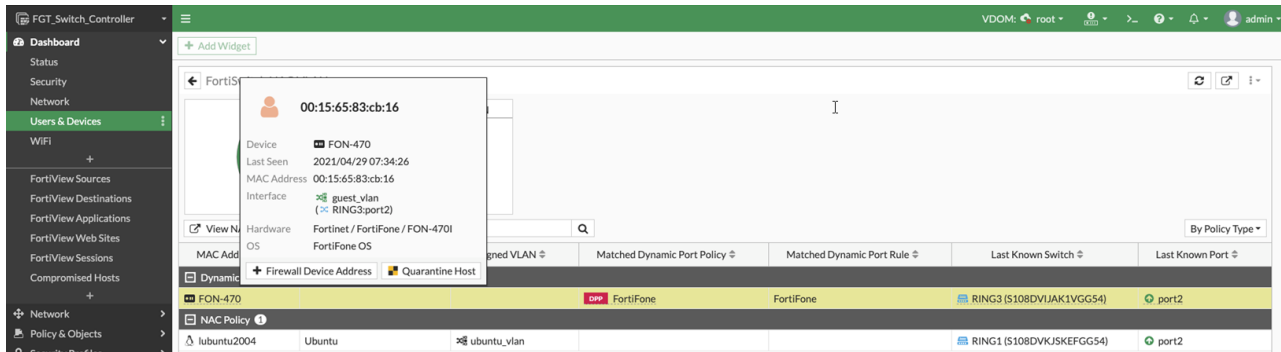 FGT_Switch_Controller
VDOM: root
admin
Dashboard
Status
Security
Network
Users & Devices
WiFi
+
FortiView Sources
FortiView Destinations
FortiView Applications
FortiView Web Sites
FortiView Sessions
Compromised Hosts
+
Network
Policy & Objects
+ Add Widget
00:15:65:83:cb:16
Device FON-470
Last Seen 2021/04/29 07:34:26
MAC Address 00:15:65:83:cb:16
Interface guest_vlan
( RING3:port2)
Hardware Fortinet / FortiFone / FON-470I
OS FortiFone OS
+ Firewall Device Address Quarantine Host
By Policy Type
MAC Add gned VLAN Matched Dynamic Port Policy Matched Dynamic Port Rule Last Known Switch Last Known Port
Dynamic
FON-470 DPP FortiFone FortiFone RING3 (S108DVIJAK1VGG54) port2
NAC Policy 1
lubuntu2004 Ubuntu ubuntu_vlan RING1 (S108DVKJSKEFGG54) port2